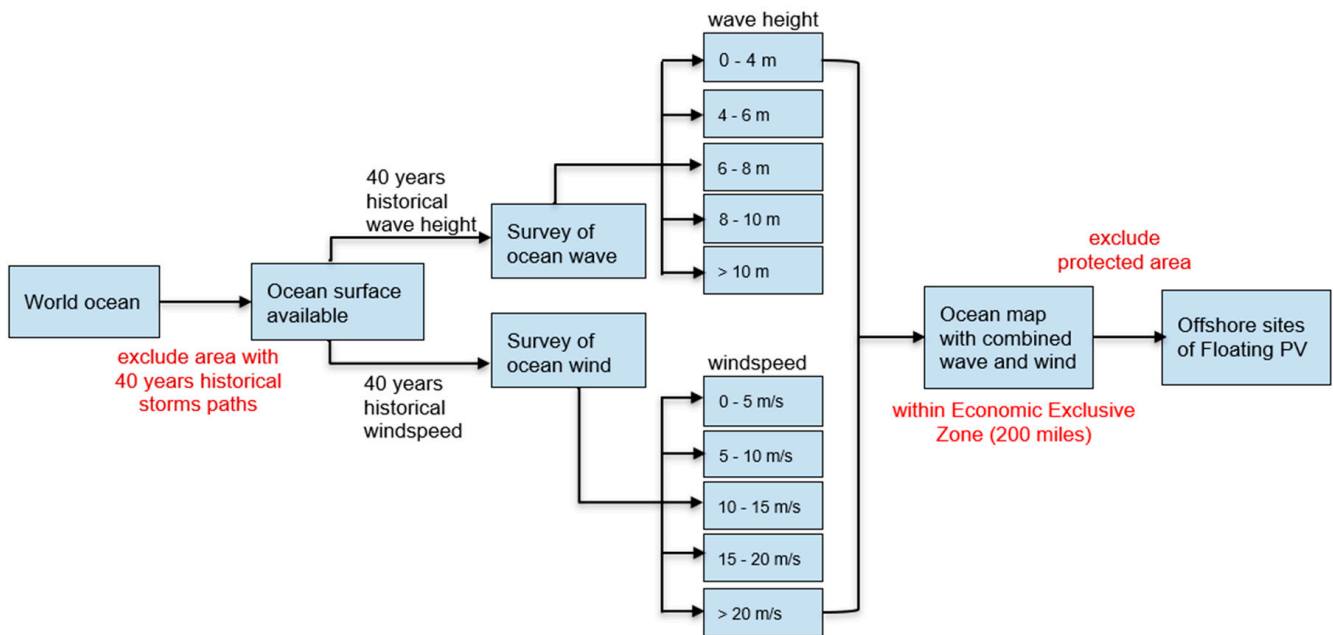 World ocean
exclude area with
40 years historical
storms paths
Ocean surface
available
40 years
historical
wave height
40 years
historical
windspeed
Survey of
ocean wave
Survey of
ocean wind
wave height
0 - 4 m
4 - 6 m
6 - 8 m
8 - 10 m
> 10 m
windspeed
0 - 5 m/s
5 - 10 m/s
10 - 15 m/s
15 - 20 m/s
> 20 m/s
Ocean map
with combined
wave and wind
within Economic Exclusive
Zone (200 miles)
exclude
protected area
Offshore sites
of Floating PV